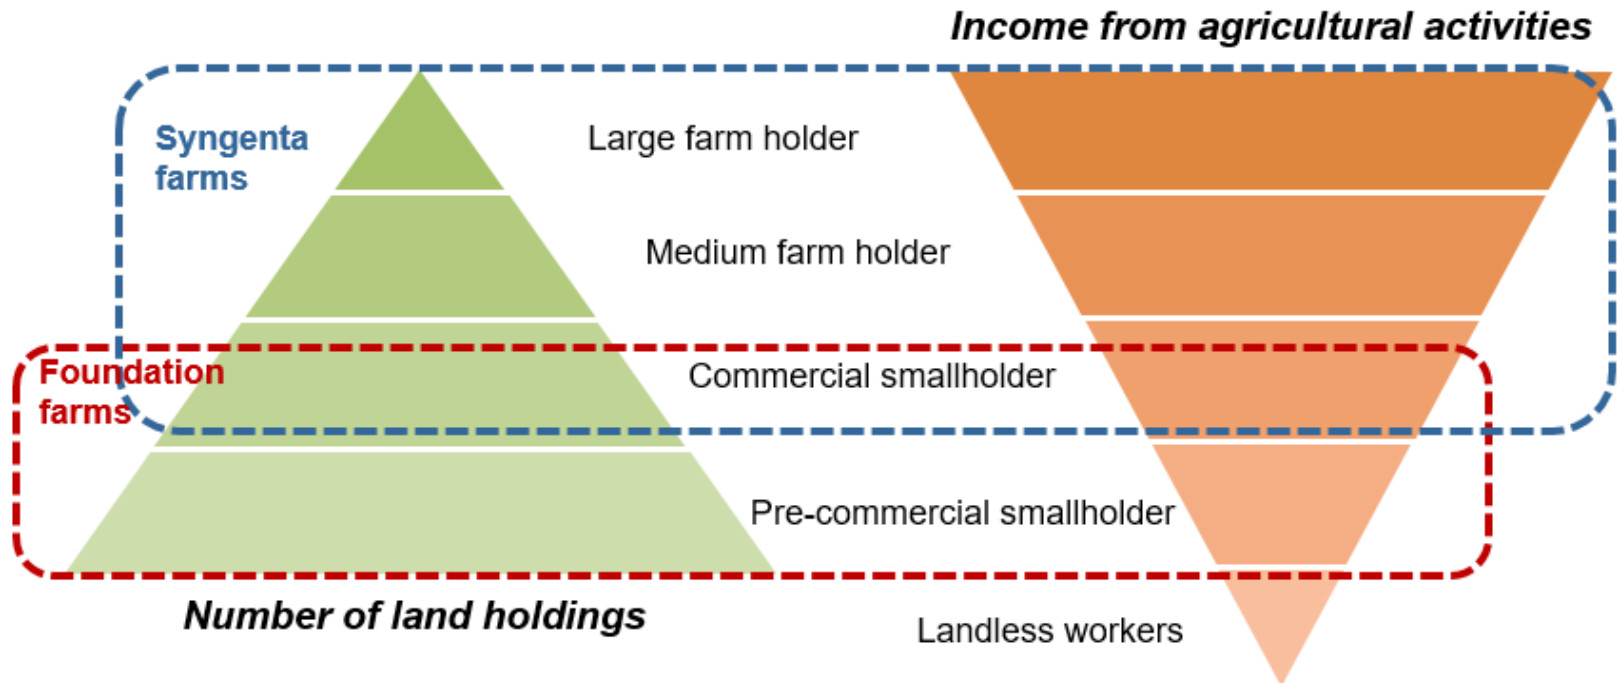 Income from agricultural activities
Syngenta
farms
Large farm holder
Medium farm holder
Foundation
farms
Commercial smallholder
Pre-commercial smallholder
Number of land holdings
Landless workers